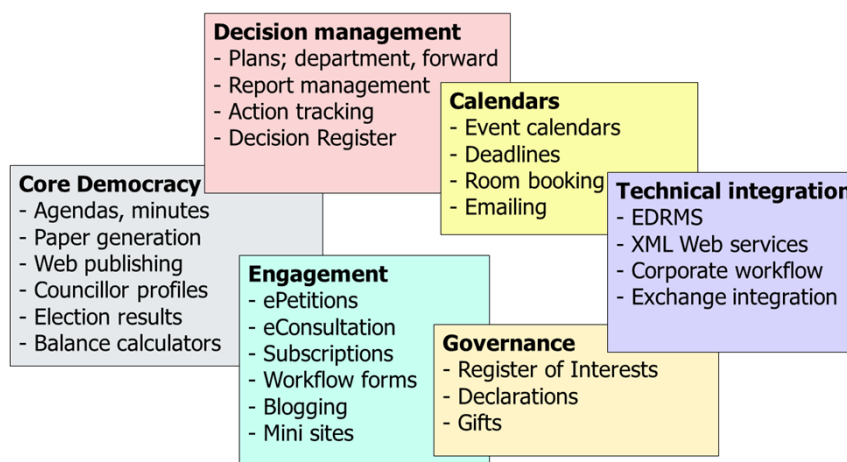 Decision management
- Plans; department, forward
- Report management
- Action tracking
- Decision Register
Calendars
- Event calendars
- Deadlines
- Room booking
- Emailing
Core Democracy
- Agendas, minutes
- Paper generation
- Web publishing
- Councillor profiles
- Election results
- Balance calculators
Technical integration
- EDRMS
- XML Web services
- Corporate workflow
- Exchange integration
Engagement
- ePetitions
- eConsultation
- Subscriptions
- Workflow forms
- Blogging
- Mini sites
Governance
- Register of Interests
- Declarations
- Gifts